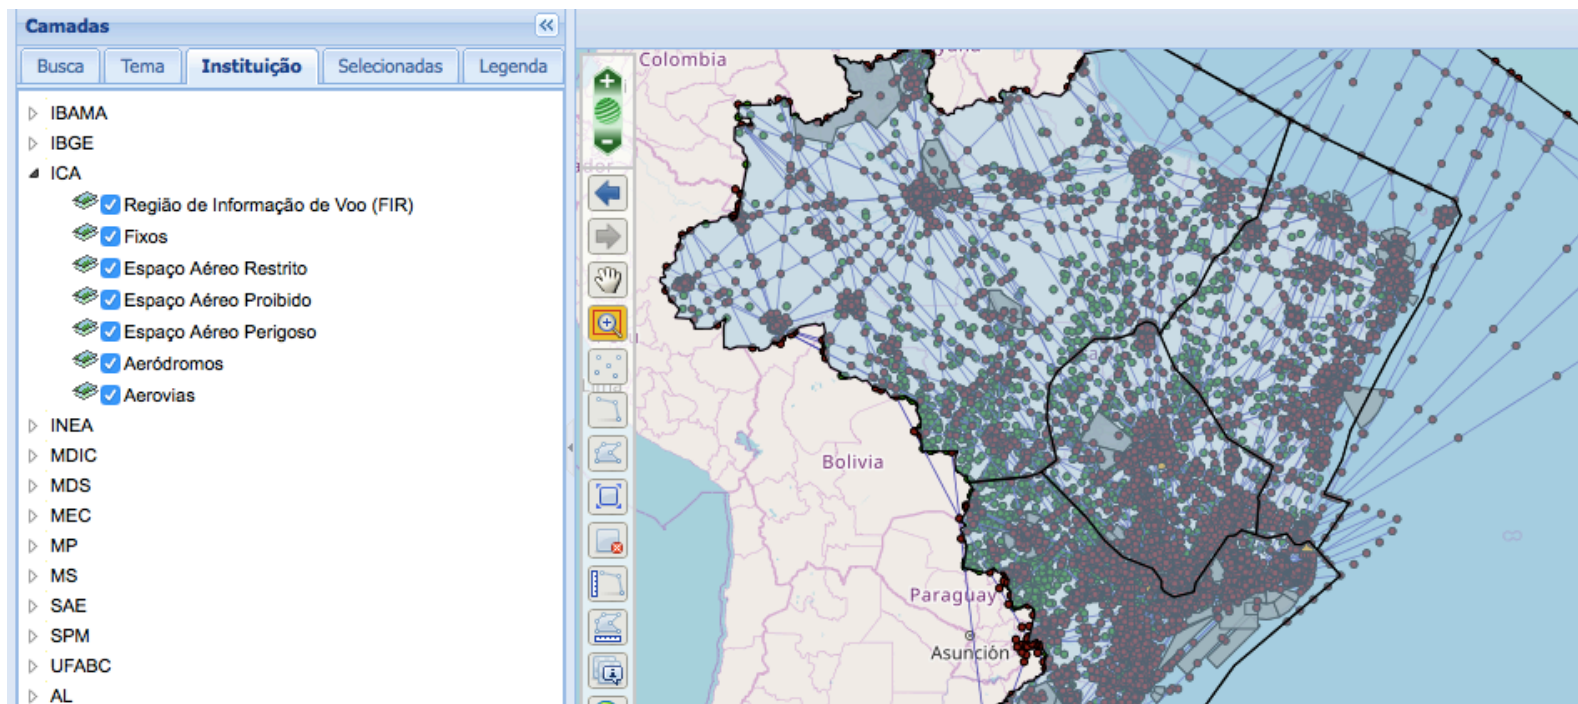 Camadas
Busca
Tema
Instituição
Selecionadas
Legenda
IBAMA
IBGE
ICA
Região de Informação de Voo (FIR)
Fixos
Espaço Aéreo Restrito
Espaço Aéreo Proibido
Espaço Aéreo Perigoso
Aeródromos
Aerovias
INEA
MDIC
MDS
MEC
MP
MS
SAE
SPM
UFABC
AL
Colombia
Bolivia
Paraguay
Asunción